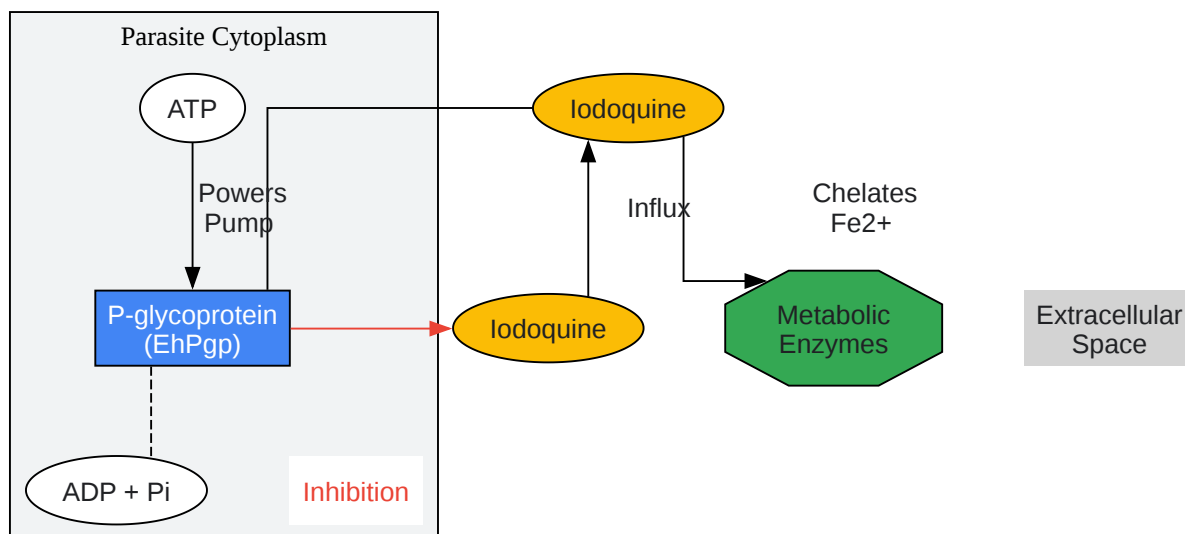 Parasite Cytoplasm
ATP
Iodoquine
Powers
Pump
Influx
Chelates
Fe2+
P-glycoprotein
(EhPgp)
Iodoquine
Metabolic
Enzymes
Extracellular
Space
ADP + Pi
Inhibition